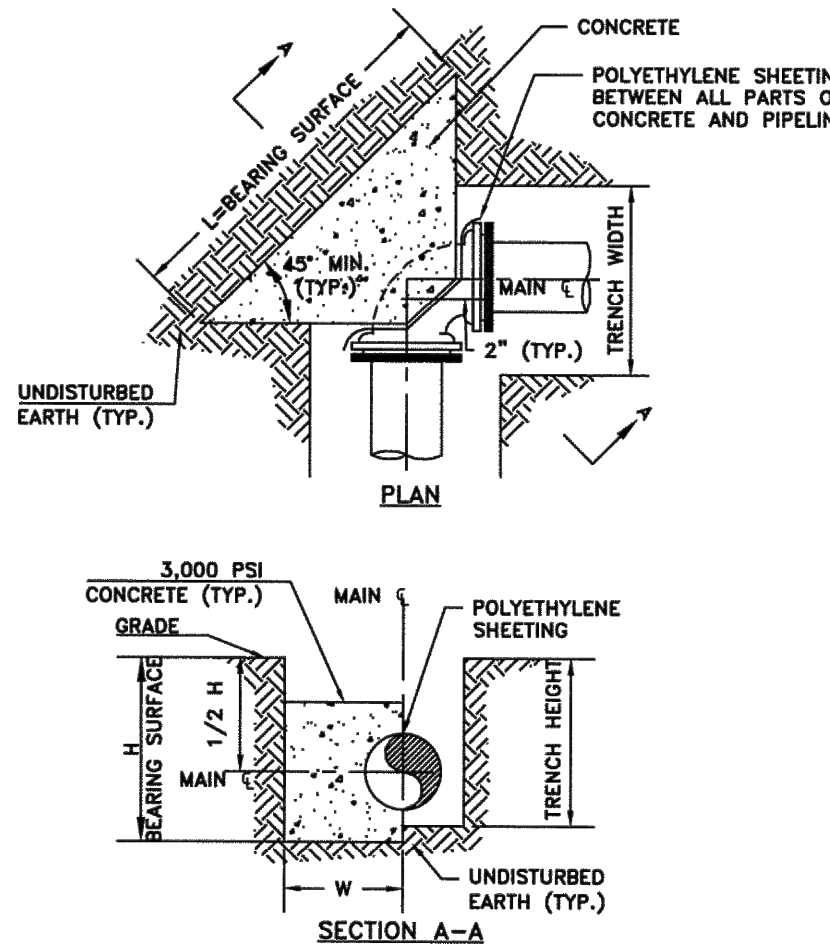 CONCRETE
POLYETHYLENE SHEETIN
BETWEEN ALL PARTS O
CONCRETE AND PIPELIN
A
L=BEARING SURFACE
45° MIN.
(TYP.)
MAIN ℄
TRENCH WIDTH
2" (TYP.)
UNDISTURBED
EARTH (TYP.)
A
PLAN
3,000 PSI
CONCRETE (TYP.)
MAIN ℄
POLYETHYLENE
SHEETING
GRADE
H
BEARING SURFACE
1/2 H
MAIN ℄
TRENCH HEIGHT
W
UNDISTURBED
EARTH (TYP.)
SECTION A-A